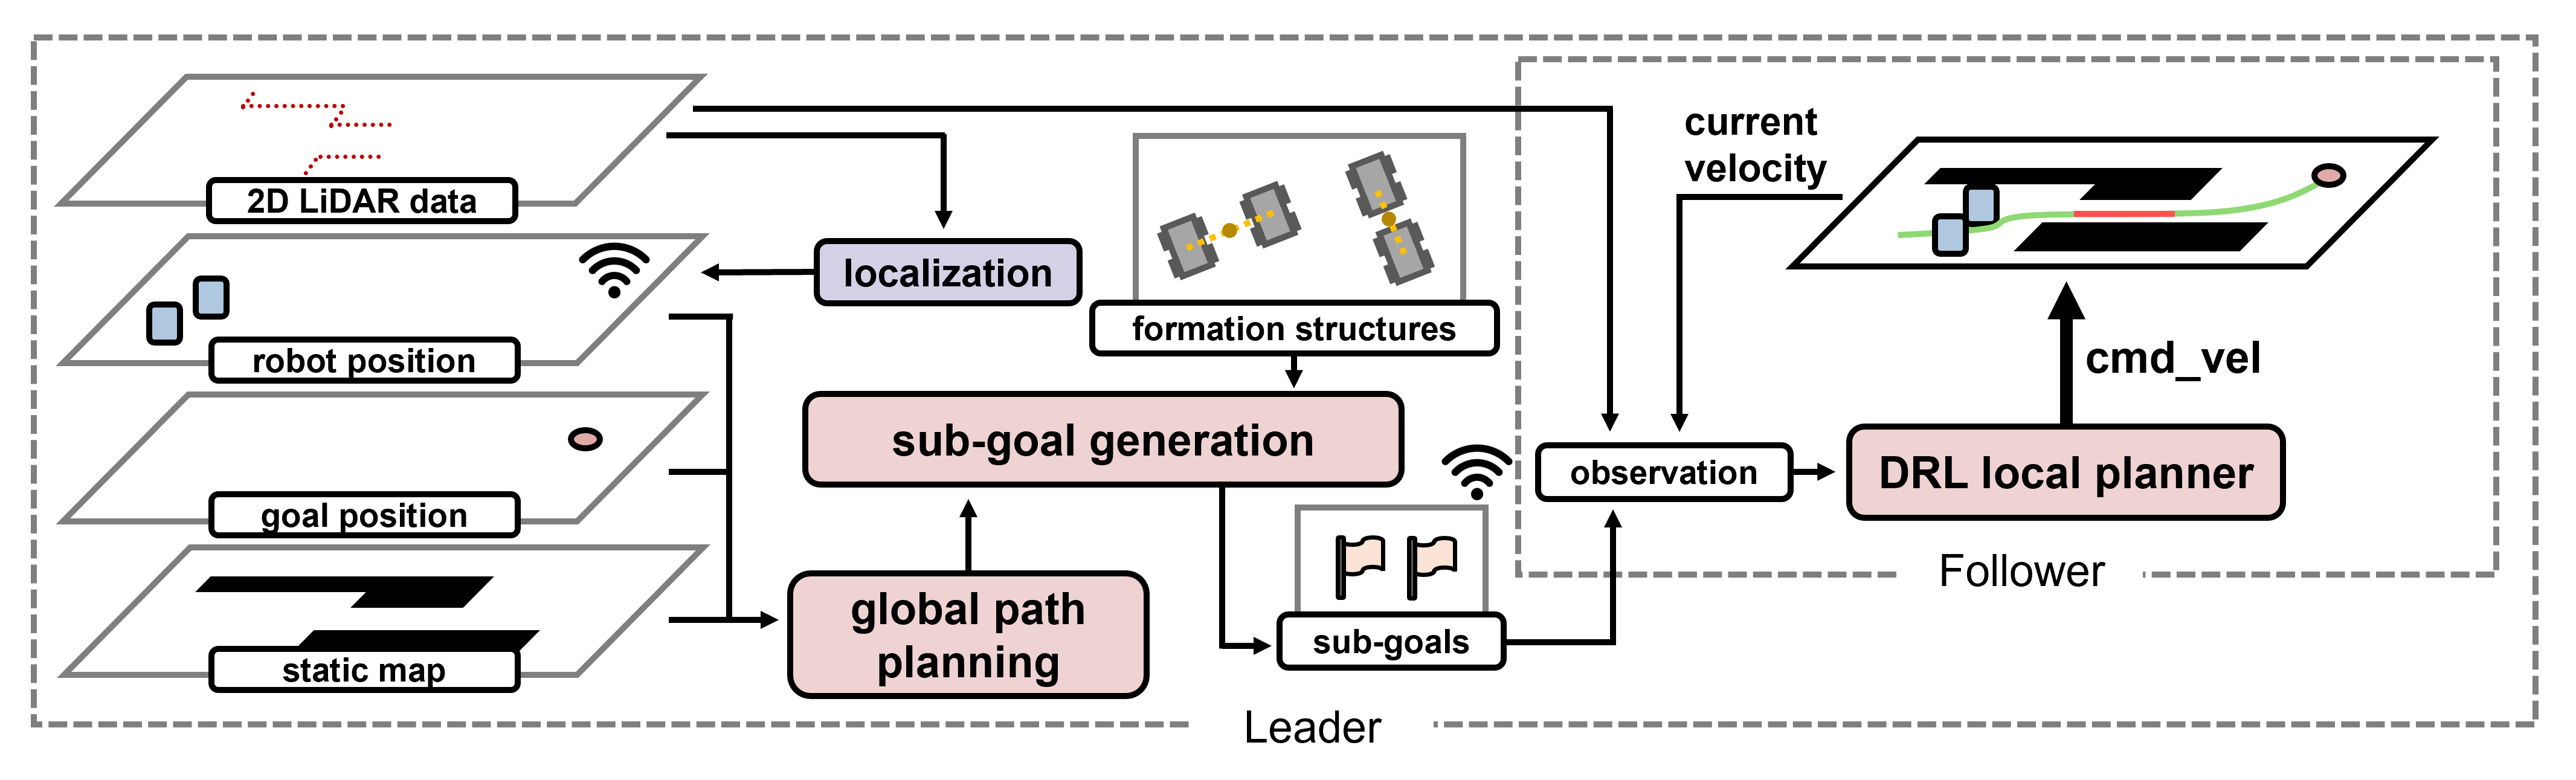 2D LiDAR data
robot position
goal position
static map
localization
formation structures
sub-goal generation
global path
planning
sub-goals
current
velocity
observation
DRL local planner
cmd_vel
Follower
Leader